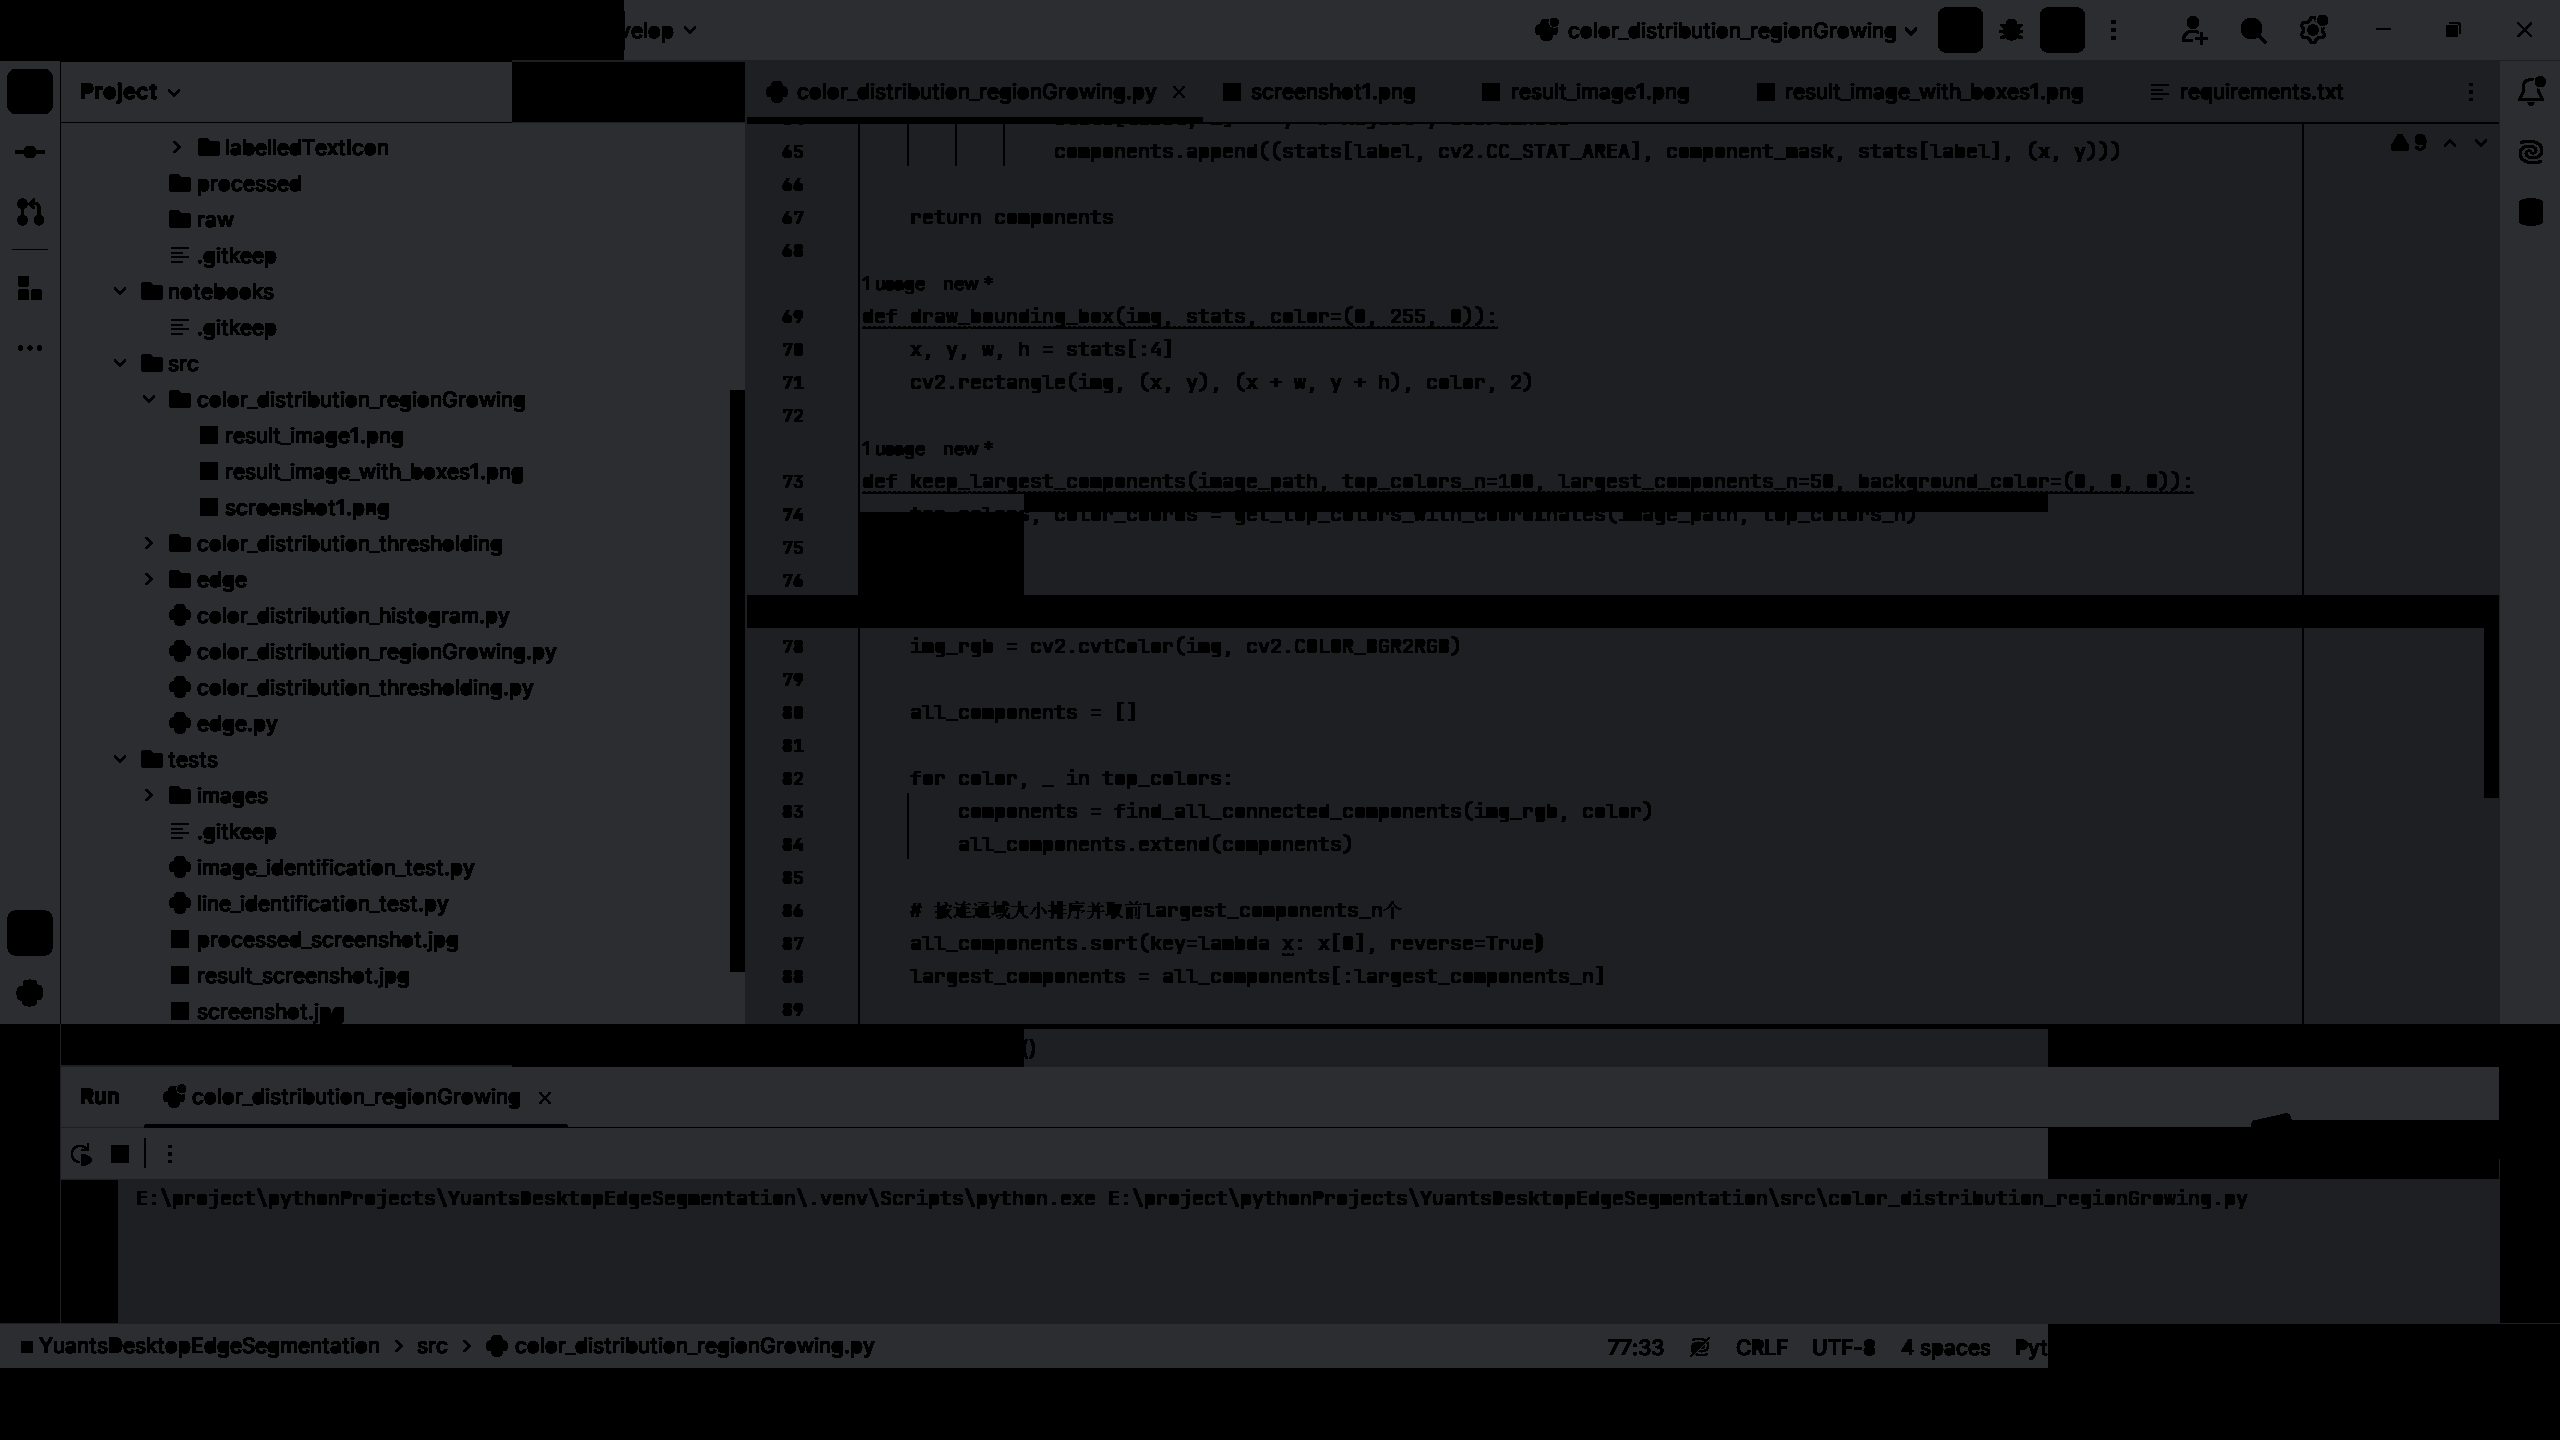 color_distribution_regionGrowing
Project
color_distribution_regionGrowing.py
screenshot1.png
result_image1.png
result_image_with_boxes1.png
requirements.txt
labelledTextIcon
processed
raw
.gitkeep
notebooks
.gitkeep
src
color_distribution_regionGrowing
result_image1.png
result_image_with_boxes1.png
screenshot1.png
color_distribution_thresholding
edge
color_distribution_histogram.py
color_distribution_regionGrowing.py
color_distribution_thresholding.py
edge.py
tests
images
.gitkeep
image_identification_test.py
line_identification_test.py
processed_screenshot.jpg
result_screenshot.jpg
screenshot.jpg
9
65 components.append((stats[label, cv2.CC_STAT_AREA], component_mask, stats[label], (x, y)))
66
67 return components
68
1 usage new *
69 def draw_bounding_box(img, stats, color=(0, 255, 0)):
70 x, y, w, h = stats[:4]
71 cv2.rectangle(img, (x, y), (x + w, y + h), color, 2)
72
1 usage new *
73 def keep_largest_components(image_path, top_colors_n=100, largest_components_n=50, background_color=(0, 0, 0)):
74 top_colors, color_coords = get_top_colors_with_coordinates(image_path, top_colors_n)
75
76
78 img_rgb = cv2.cvtColor(img, cv2.COLOR_BGR2RGB)
79
80 all_components = []
81
82 for color, _ in top_colors:
83 components = find_all_connected_components(img_rgb, color)
84 all_components.extend(components)
85
86 # 按连通域大小排序并取前largest_components_n个
87 all_components.sort(key=lambda x: x[0], reverse=True)
88 largest_components = all_components[:largest_components_n]
89
()
Run color_distribution_regionGrowing
E:\project\pythonProjects\YuantsDesktopEdgeSegmentation\.venv\Scripts\python.exe E:\project\pythonProjects\YuantsDesktopEdgeSegmentation\src\color_distribution_regionGrowing.py
YuantsDesktopEdgeSegmentation > src > color_distribution_regionGrowing.py
77:33 CRLF UTF-8 4 spaces